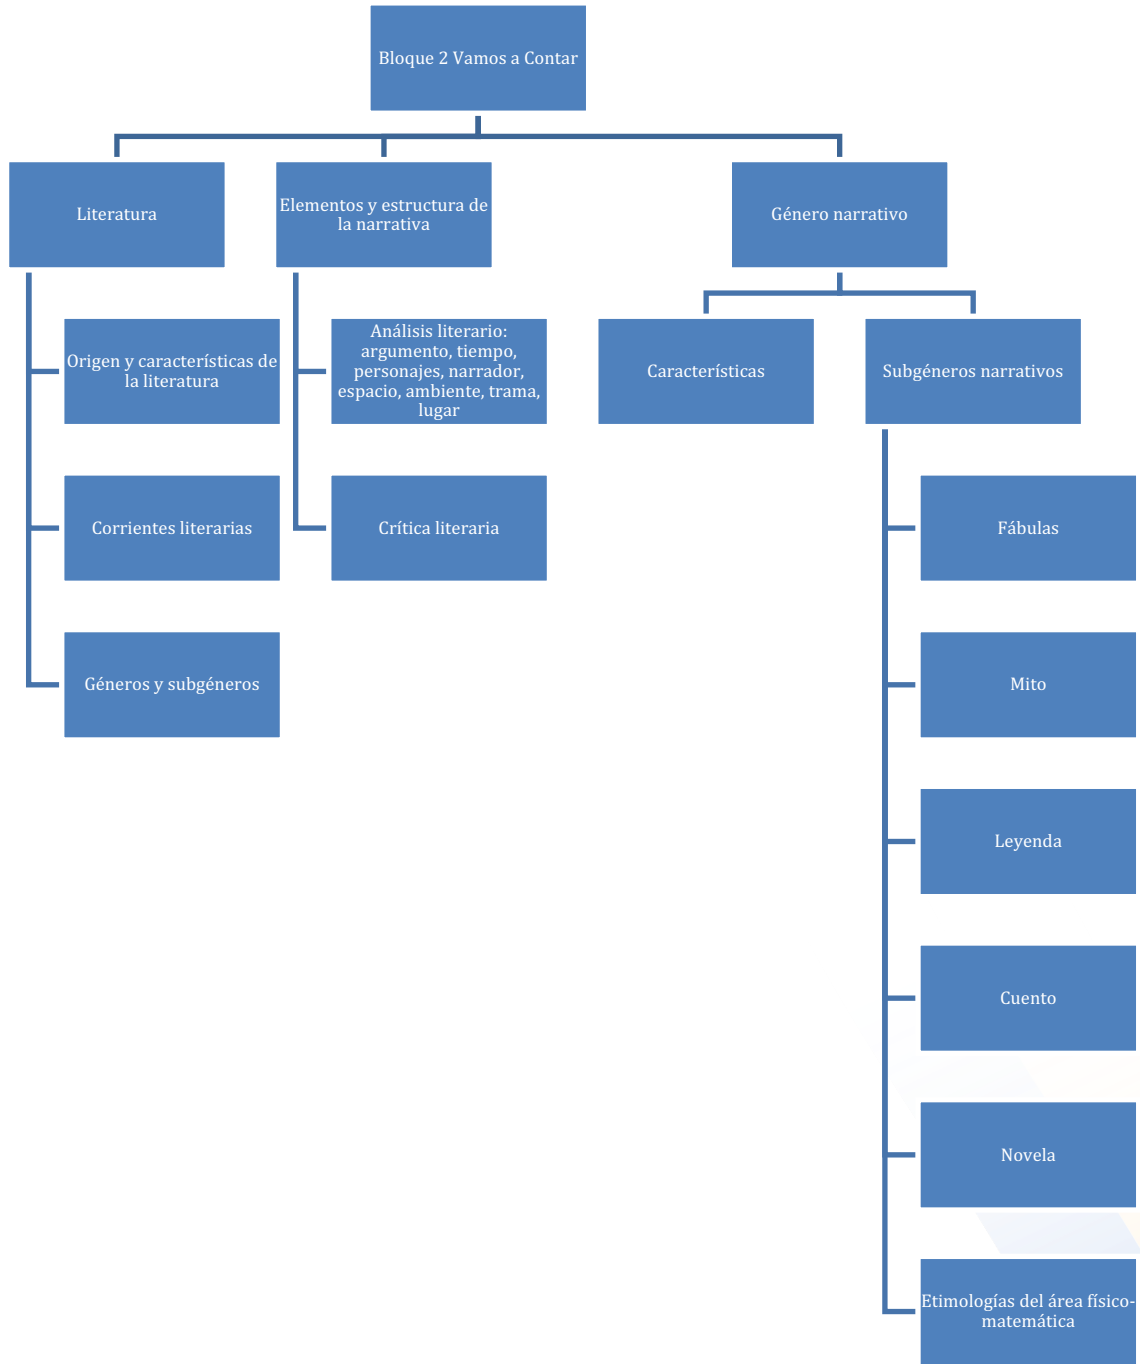 Bloque 2 Vamos a Contar
Literatura
Elementos y estructura de
la narrativa
Género narrativo
Origen y características de
la literatura
Análisis literario:
argumento, tiempo,
personajes, narrador,
espacio, ambiente, trama,
lugar
Características
Subgéneros narrativos
Corrientes literarias
Crítica literaria
Fábulas
Géneros y subgéneros
Mito
Leyenda
Cuento
Novela
Etimologías del área físico-
matemática